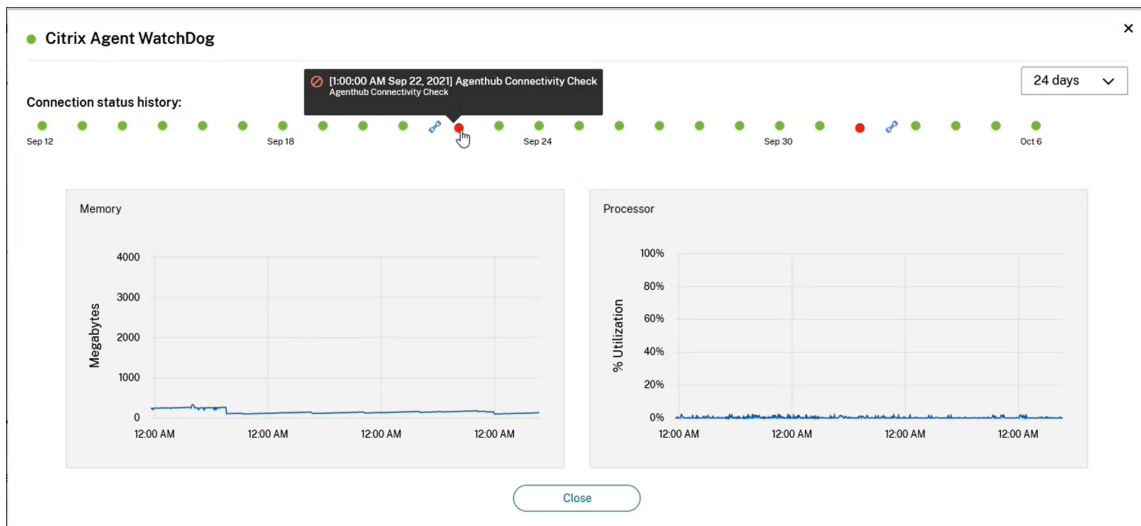 Citrix Agent WatchDog
[1:00:00 AM Sep 22, 2021] Agenthub Connectivity Check
Agenthub Connectivity Check
24 days
Connection status history:
Sep 12 Sep 18 Sep 24 Sep 30 Oct 6
Memory
4000
3000
2000
1000
0
Megabytes
12:00 AM 12:00 AM 12:00 AM 12:00 AM
Processor
100%
80%
60%
40%
20%
0%
% Utilization
12:00 AM 12:00 AM 12:00 AM 12:00 AM
Close